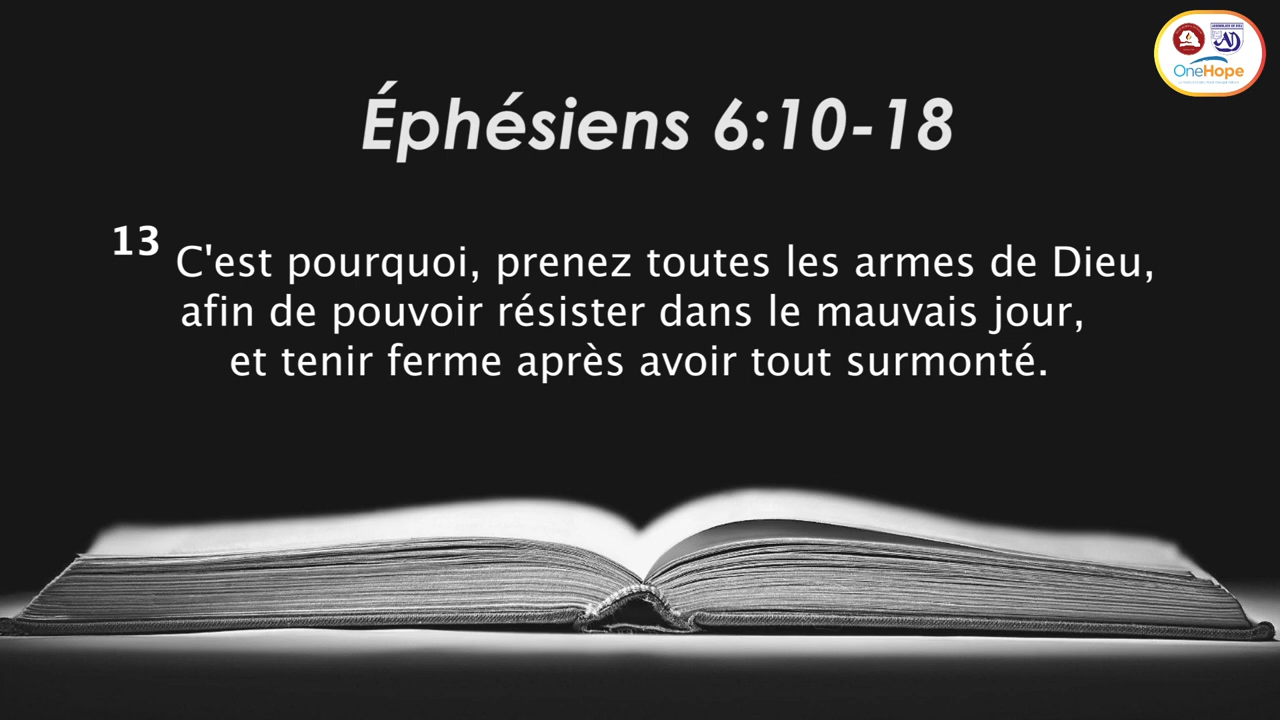 Éphésiens 6:10-18
13 C'est pourquoi, prenez toutes les armes de Dieu,
afin de pouvoir résister dans le mauvais jour,
et tenir ferme après avoir tout surmonté.
AD
OneHope